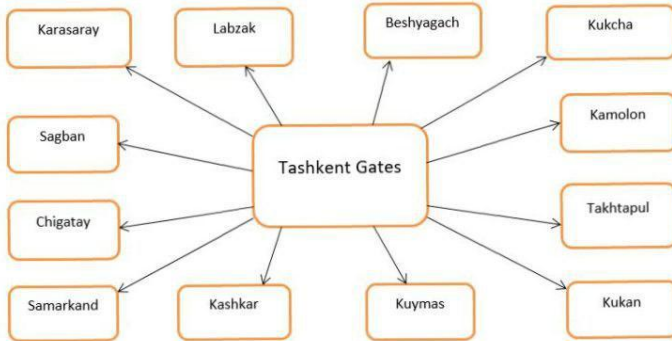 Karasaray
Labzak
Beshyagach
Kukcha
Sagban
Tashkent Gates
Kamolon
Chigatay
Takhtapul
Samarkand
Kashkar
Kuymas
Kukan